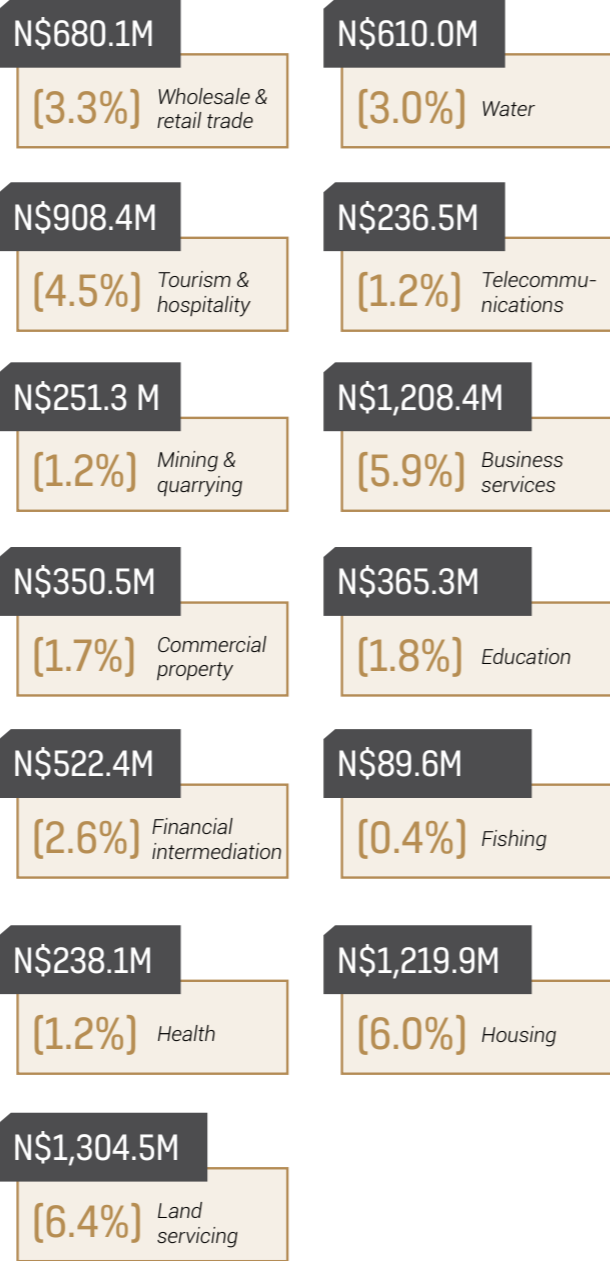 N$680.1M
(3.3%)
Wholesale &
retail trade
N$610.0M
(3.0%)
Water
N$908.4M
(4.5%)
Tourism &
hospitality
N$236.5M
(1.2%)
Telecommu-
nications
N$251.3 M
(1.2%)
Mining &
quarrying
N$1,208.4M
(5.9%)
Business
services
N$350.5M
(1.7%)
Commercial
property
N$365.3M
(1.8%)
Education
N$522.4M
(2.6%)
Financial
intermediation
N$89.6M
(0.4%)
Fishing
N$238.1M
(1.2%)
Health
N$1,219.9M
(6.0%)
Housing
N$1,304.5M
(6.4%)
Land
servicing